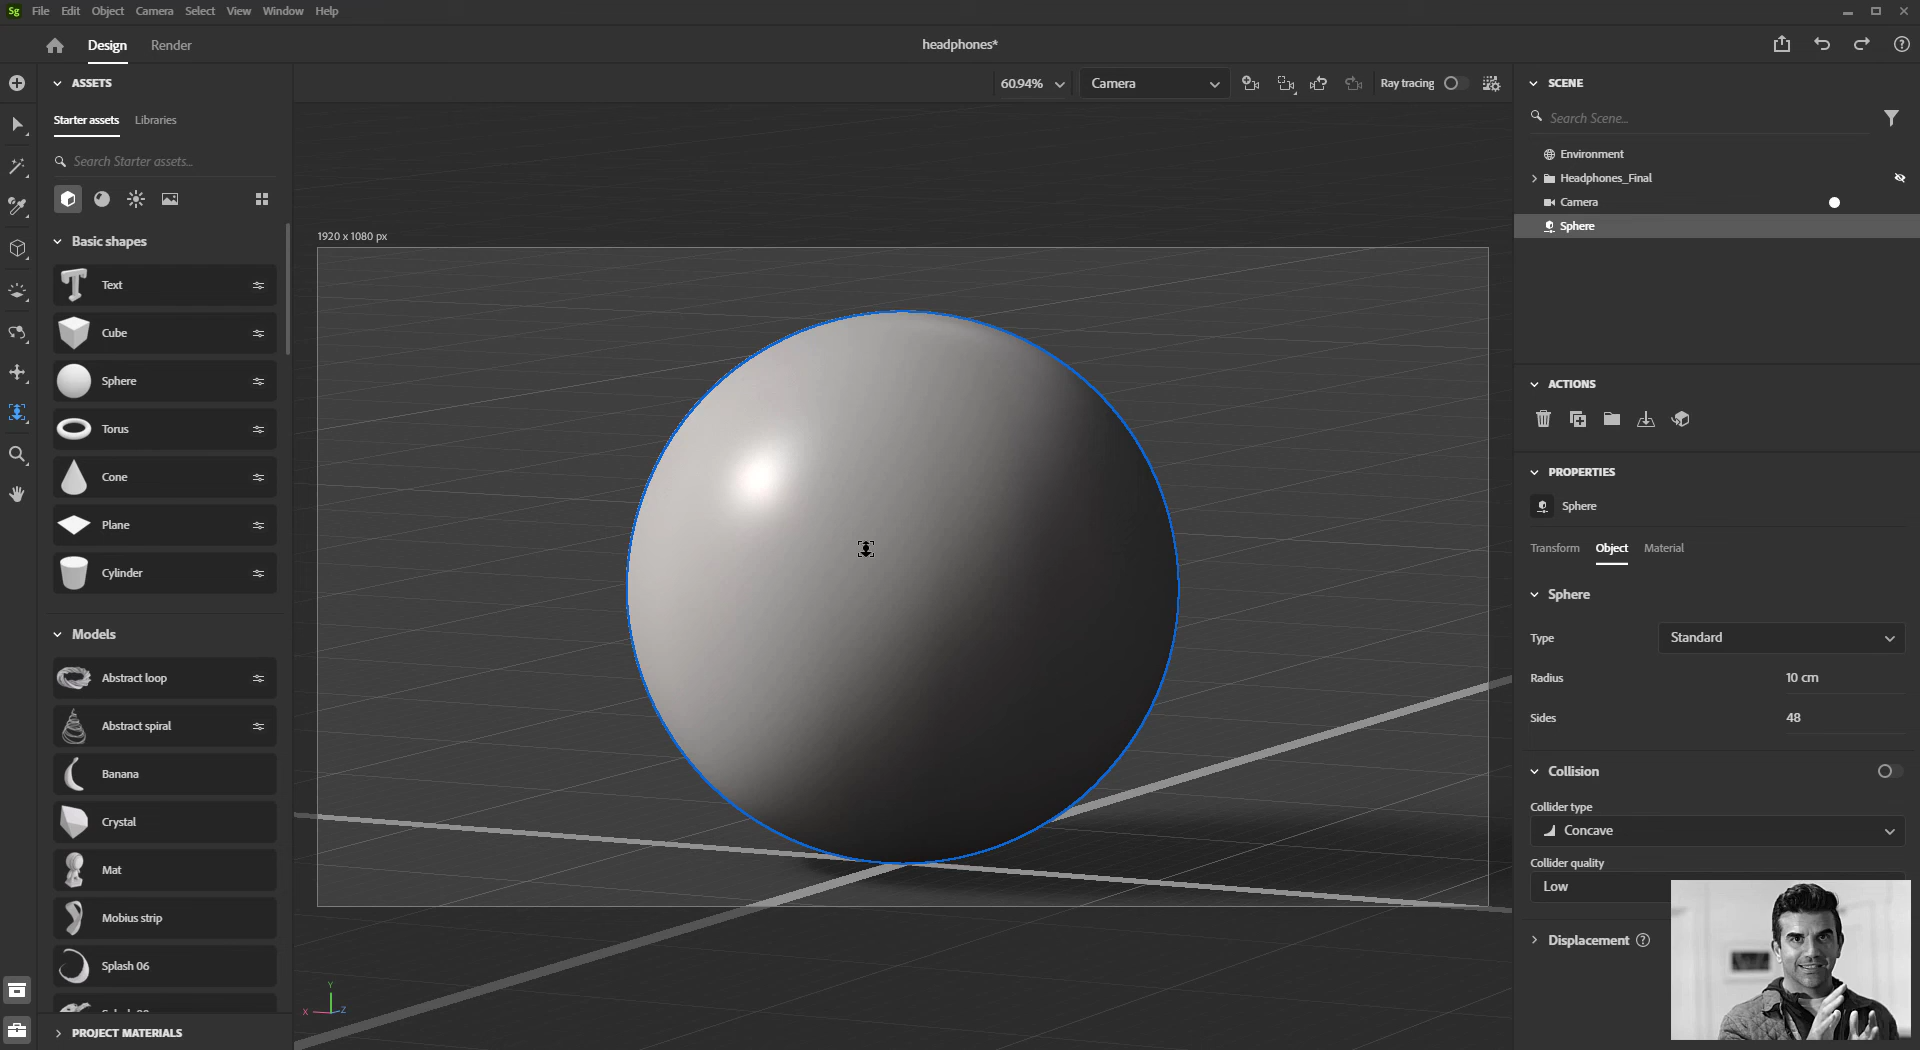 Sg File Edit Object Camera Select View Window Help
Design Render
headphones*
ASSETS
Starter assets Libraries
Search Starter assets...
Basic shapes
Text
Cube
Sphere
Torus
Cone
Plane
Cylinder
Models
Abstract loop
Abstract spiral
Banana
Crystal
Mat
Mobius strip
Splash 06
PROJECT MATERIALS
60.94% Camera Ray tracing
1920 x 1080 px
Y
X
Z
SCENE
Search Scene...
Environment
Headphones_Final
Camera
Sphere
ACTIONS
PROPERTIES
Sphere
Transform Object Material
Sphere
Type Standard
Radius 10 cm
Sides 48
Collision
Collider type
Concave
Collider quality
Low
Displacement